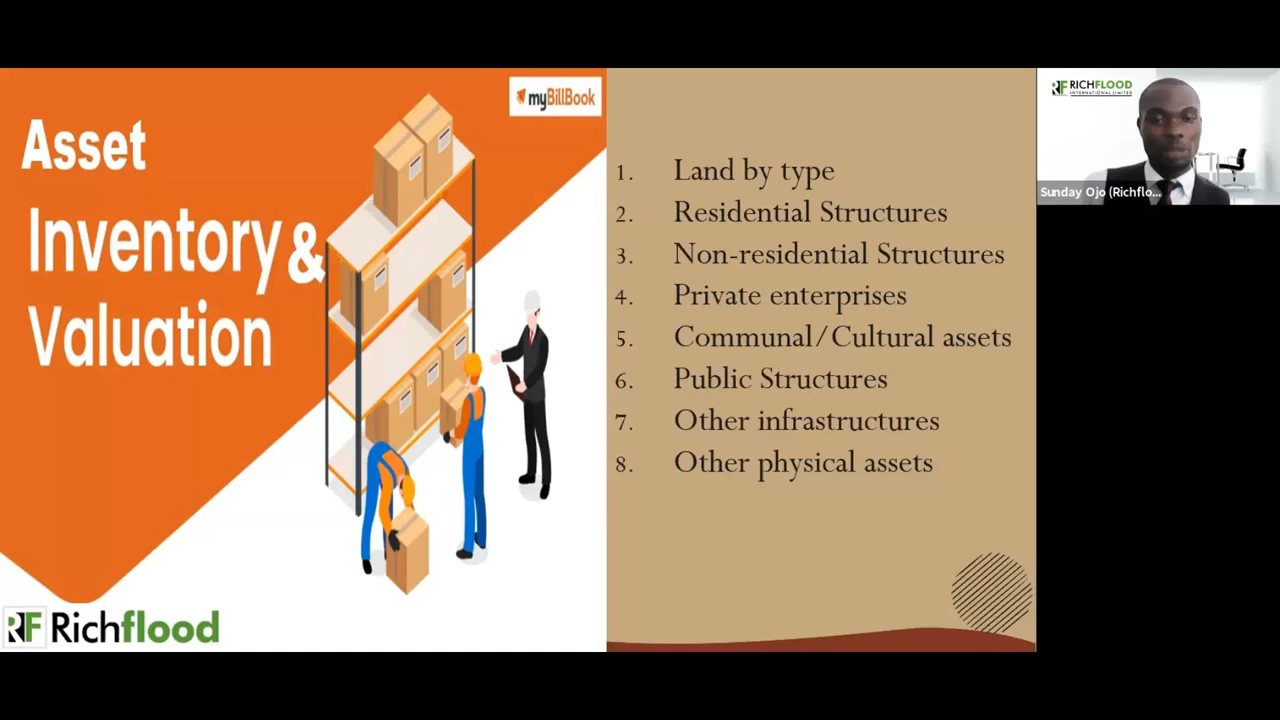 myBillBook
Asset
Inventory &
Valuation
RF Richflood
1. Land by type
2. Residential Structures
3. Non-residential Structures
4. Private enterprises
5. Communal/Cultural assets
6. Public Structures
7. Other infrastructures
8. Other physical assets
RF RICHFLOOD
INTERNATIONAL LIMITED
Sunday Ojo (Richflo...